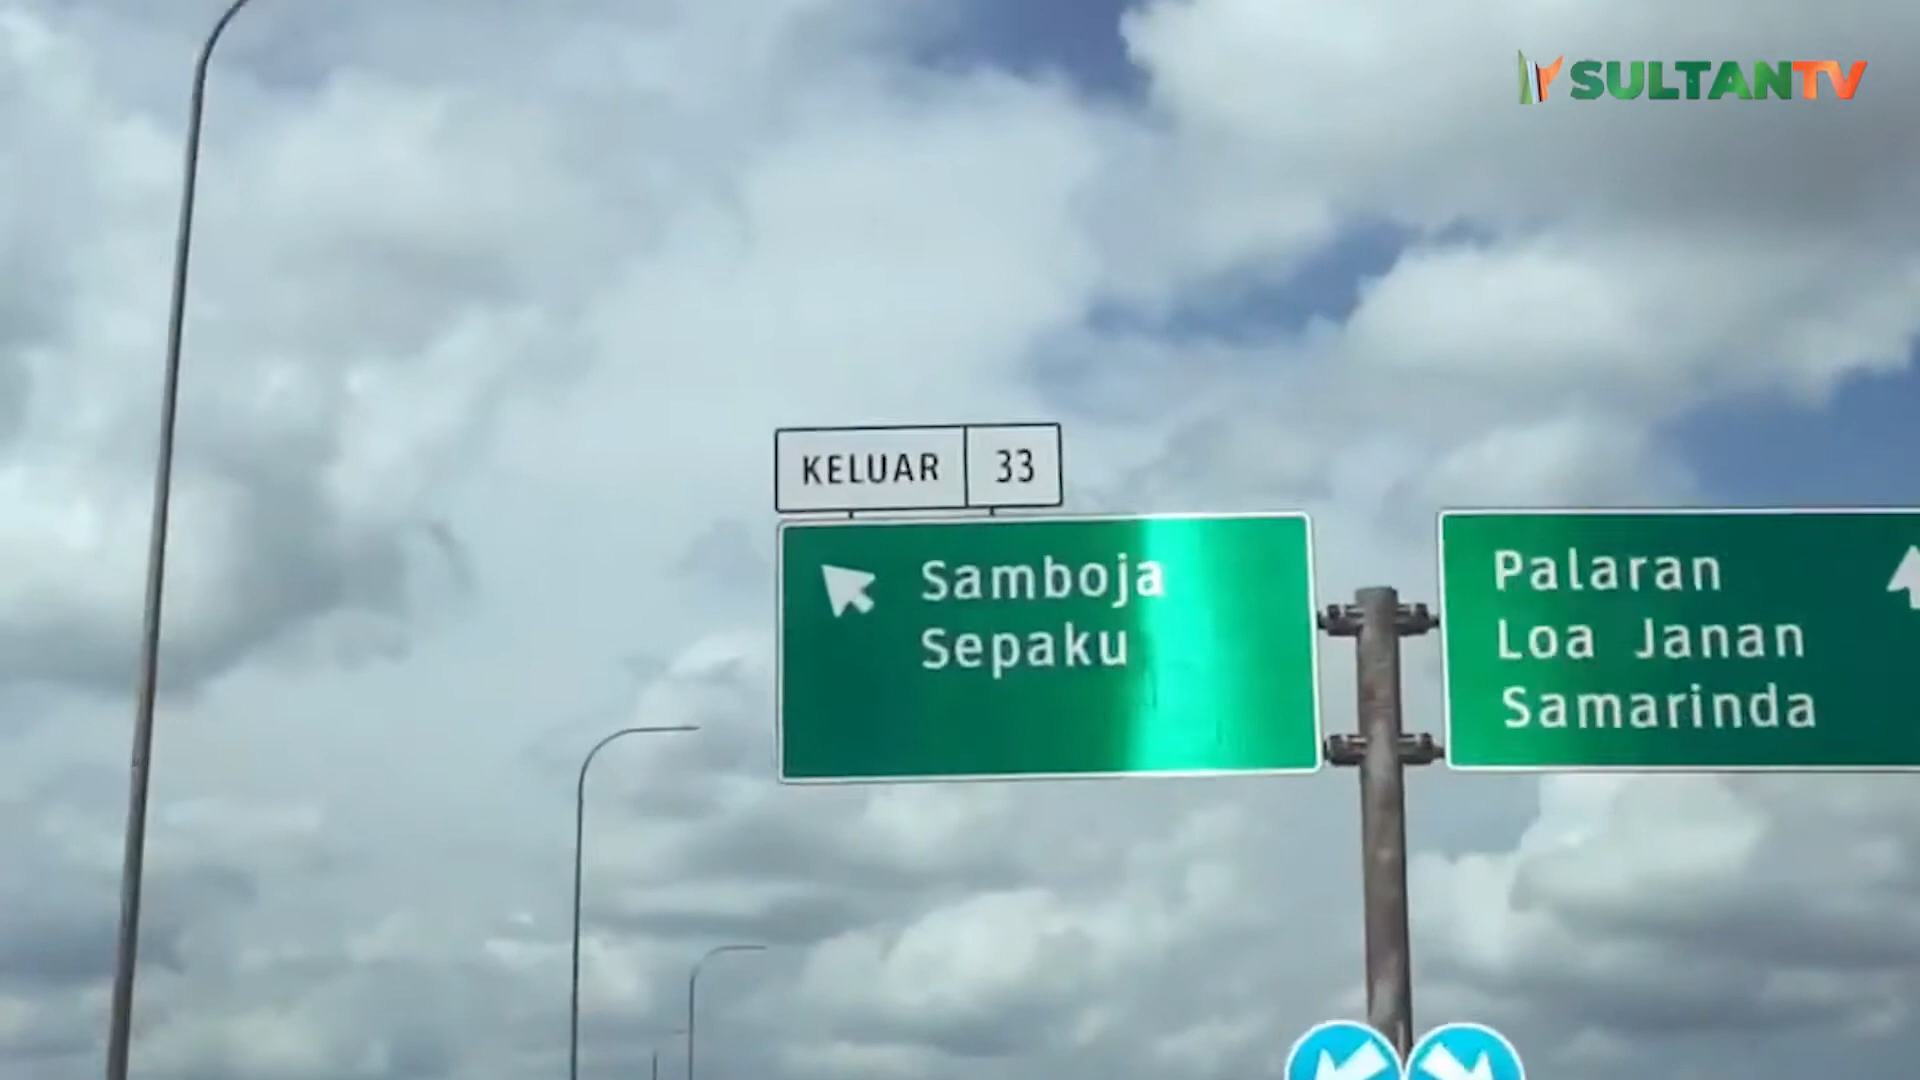 SULTANTV
KELUAR 33
Samboja
Sepaku
Palaran
Loa Janan
Samarinda